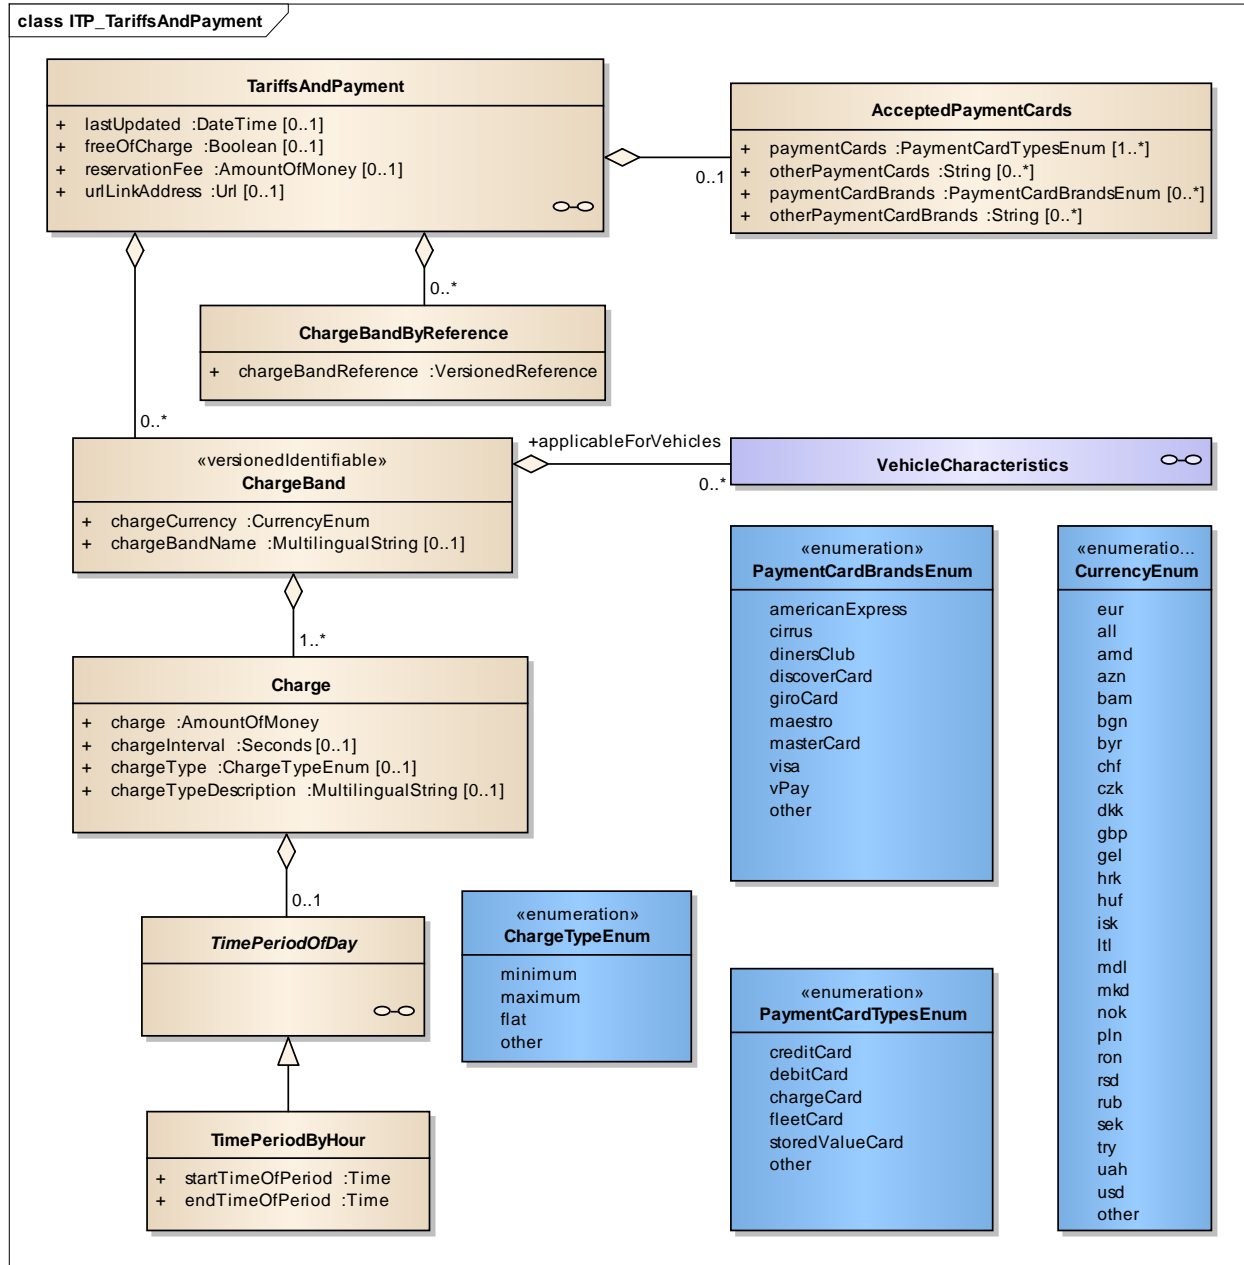 class ITP_TariffsAndPayment
TariffsAndPayment
+ lastUpdated :DateTime [0..1]
+ freeOfCharge :Boolean [0..1]
+ reservationFee :AmountOfMoney [0..1]
+ urlLinkAddress :Url [0..1]
AcceptedPaymentCards
+ paymentCards :PaymentCardTypesEnum [1..*]
+ otherPaymentCards :String [0..*]
+ paymentCardBrands :PaymentCardBrandsEnum [0..*]
+ otherPaymentCardBrands :String [0..*]
0..1
0..*
ChargeBandByReference
+ chargeBandReference :VersionedReference
0..*
«versionedIdentifiable»
ChargeBand
+ chargeCurrency :CurrencyEnum
+ chargeBandName :MultilingualString [0..1]
+applicableForVehicles
0..*
VehicleCharacteristics
1..*
Charge
+ charge :AmountOfMoney
+ chargeInterval :Seconds [0..1]
+ chargeType :ChargeTypeEnum [0..1]
+ chargeTypeDescription :MultilingualString [0..1]
0..1
TimePeriodOfDay
TimePeriodByHour
+ startTimeOfPeriod :Time
+ endTimeOfPeriod :Time
«enumeration»
ChargeTypeEnum
minimum
maximum
flat
other
«enumeration»
PaymentCardBrandsEnum
americanExpress
cirrus
dinersClub
discoverCard
giroCard
maestro
masterCard
visa
vPay
other
«enumeration»
PaymentCardTypesEnum
creditCard
debitCard
chargeCard
fleetCard
storedValueCard
other
«enumeratio...
CurrencyEnum
eur
all
amd
azn
bam
bgn
byr
chf
czk
dkk
gbp
gel
hrk
huf
isk
ltl
mdl
mkd
nok
pln
ron
rsd
rub
sek
try
uah
usd
other